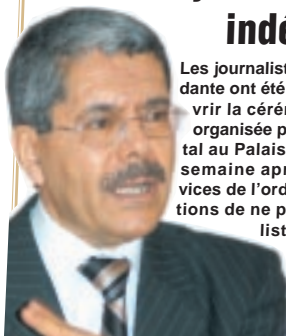 indé
Les journalist
dante ont été
vrir la céré
organisée p
tal au Palais
semaine apr
vices de l'ord
tions de ne p
list